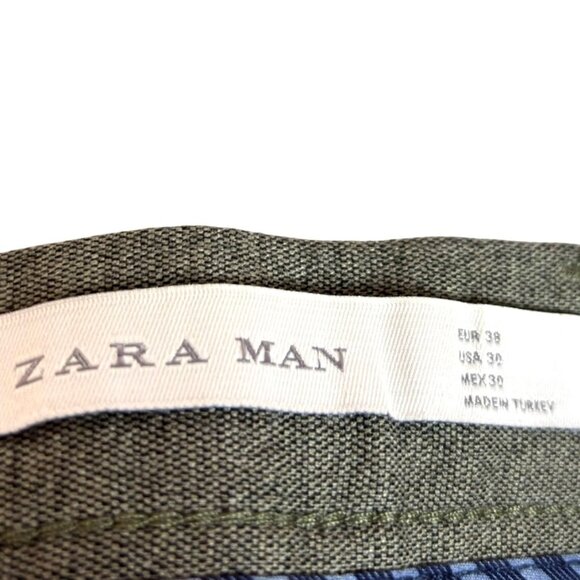 ZARA MAN
EUR 38
USA 30
MEX 30
MADE IN TURKEY